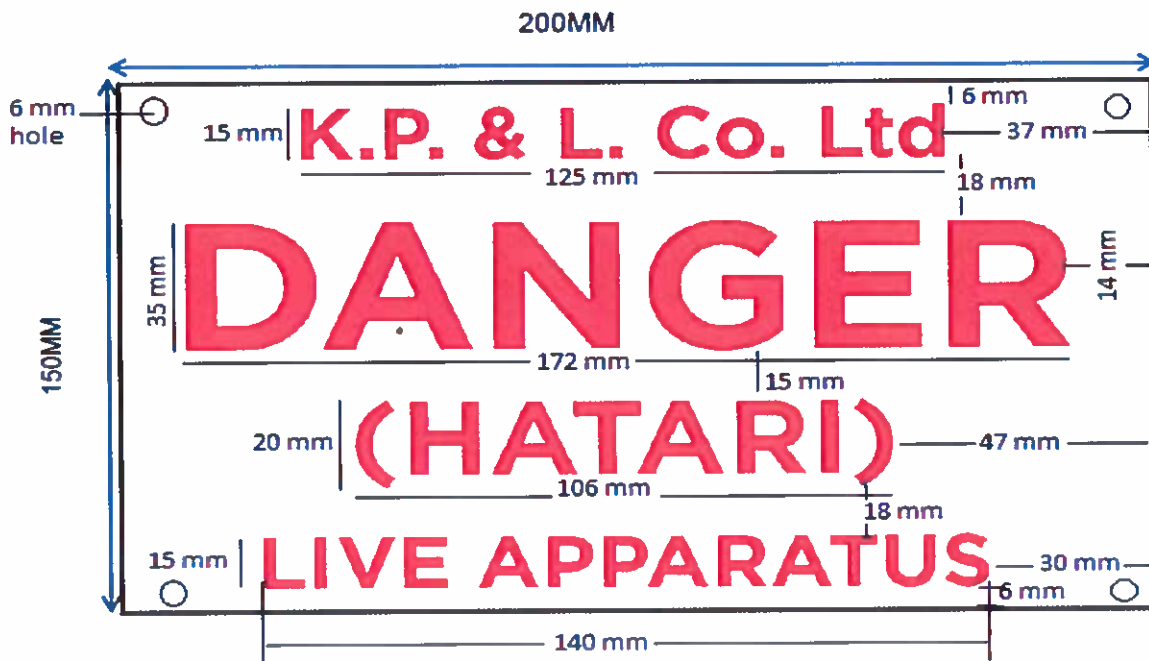 200MM
6 mm
hole
6 mm
15 mm
K.P. & L. Co. Ltd
37 mm
125 mm
18 mm
150MM
35 mm
DANGER
14 mm
172 mm
15 mm
20 mm
(HATARI)
47 mm
106 mm
18 mm
15 mm
LIVE APPARATUS
30 mm
6 mm
140 mm